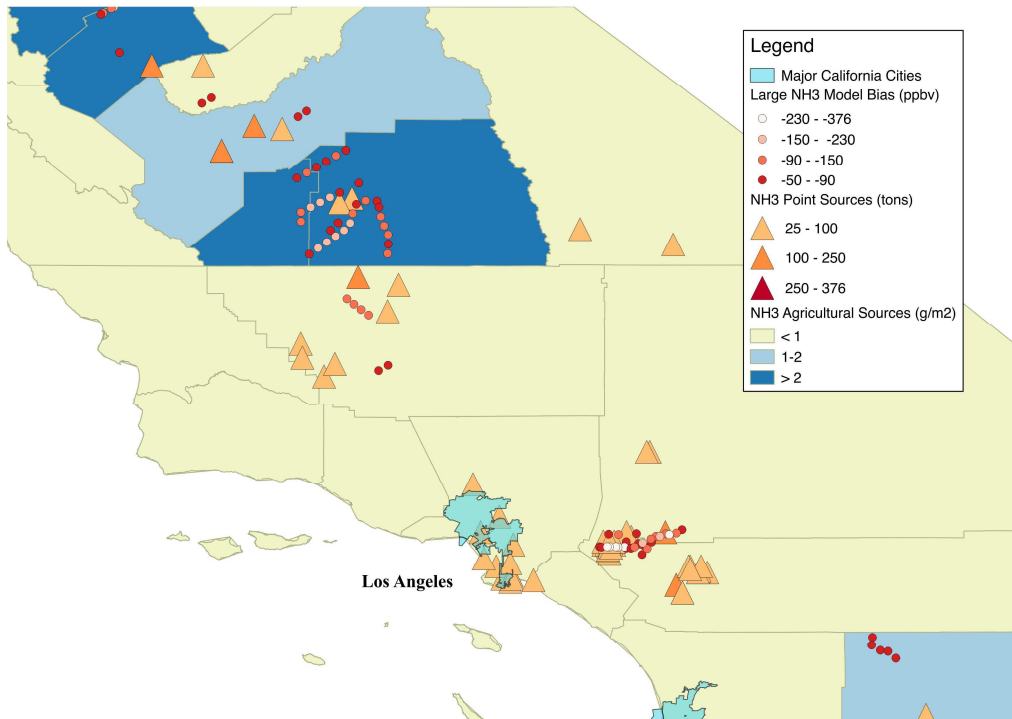 Legend
Major California Cities
Large NH3 Model Bias (ppbv)
-230 - -376
-150 - -230
-90 - -150
-50 - -90
NH3 Point Sources (tons)
25 - 100
100 - 250
250 - 376
NH3 Agricultural Sources (g/m2)
< 1
1-2
> 2
Los Angeles